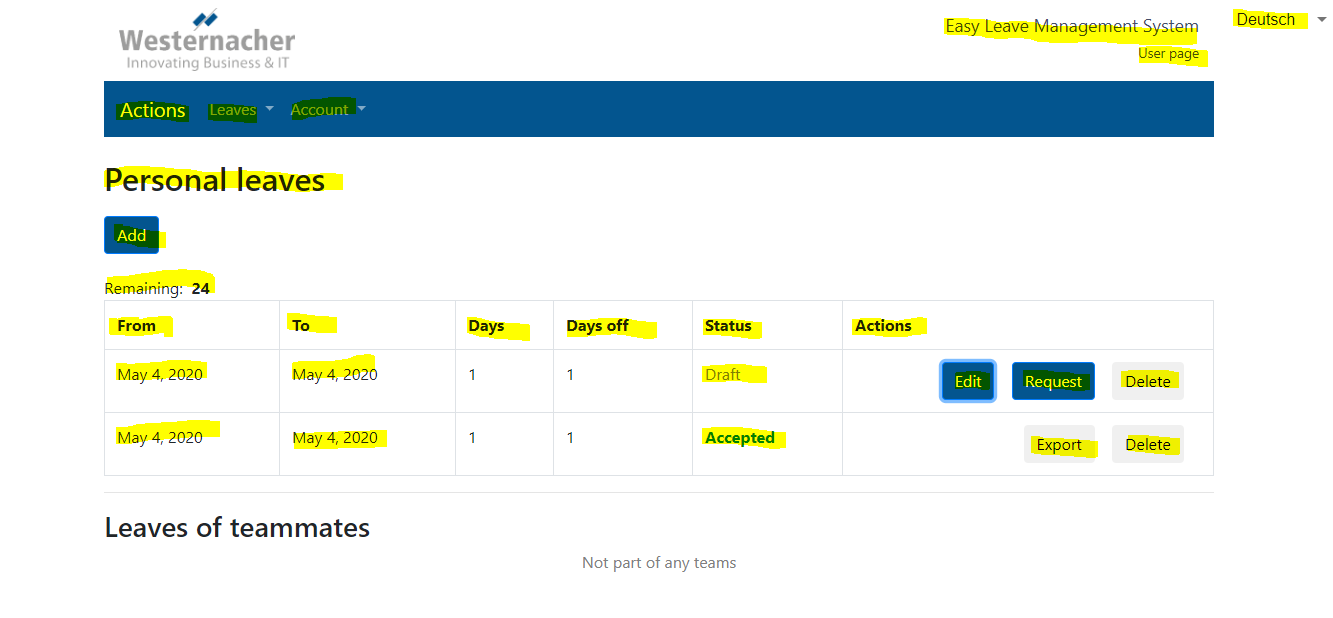 Westernacher
Innovating Business & IT
Easy Leave Management System
User page
Deutsch
Actions Leaves Account
Personal leaves
Add
Remaining: 24
From To Days Days off Status Actions
May 4, 2020 May 4, 2020 1 1 Draft Edit Request Delete
May 4, 2020 May 4, 2020 1 1 Accepted Export Delete
Leaves of teammates
Not part of any teams